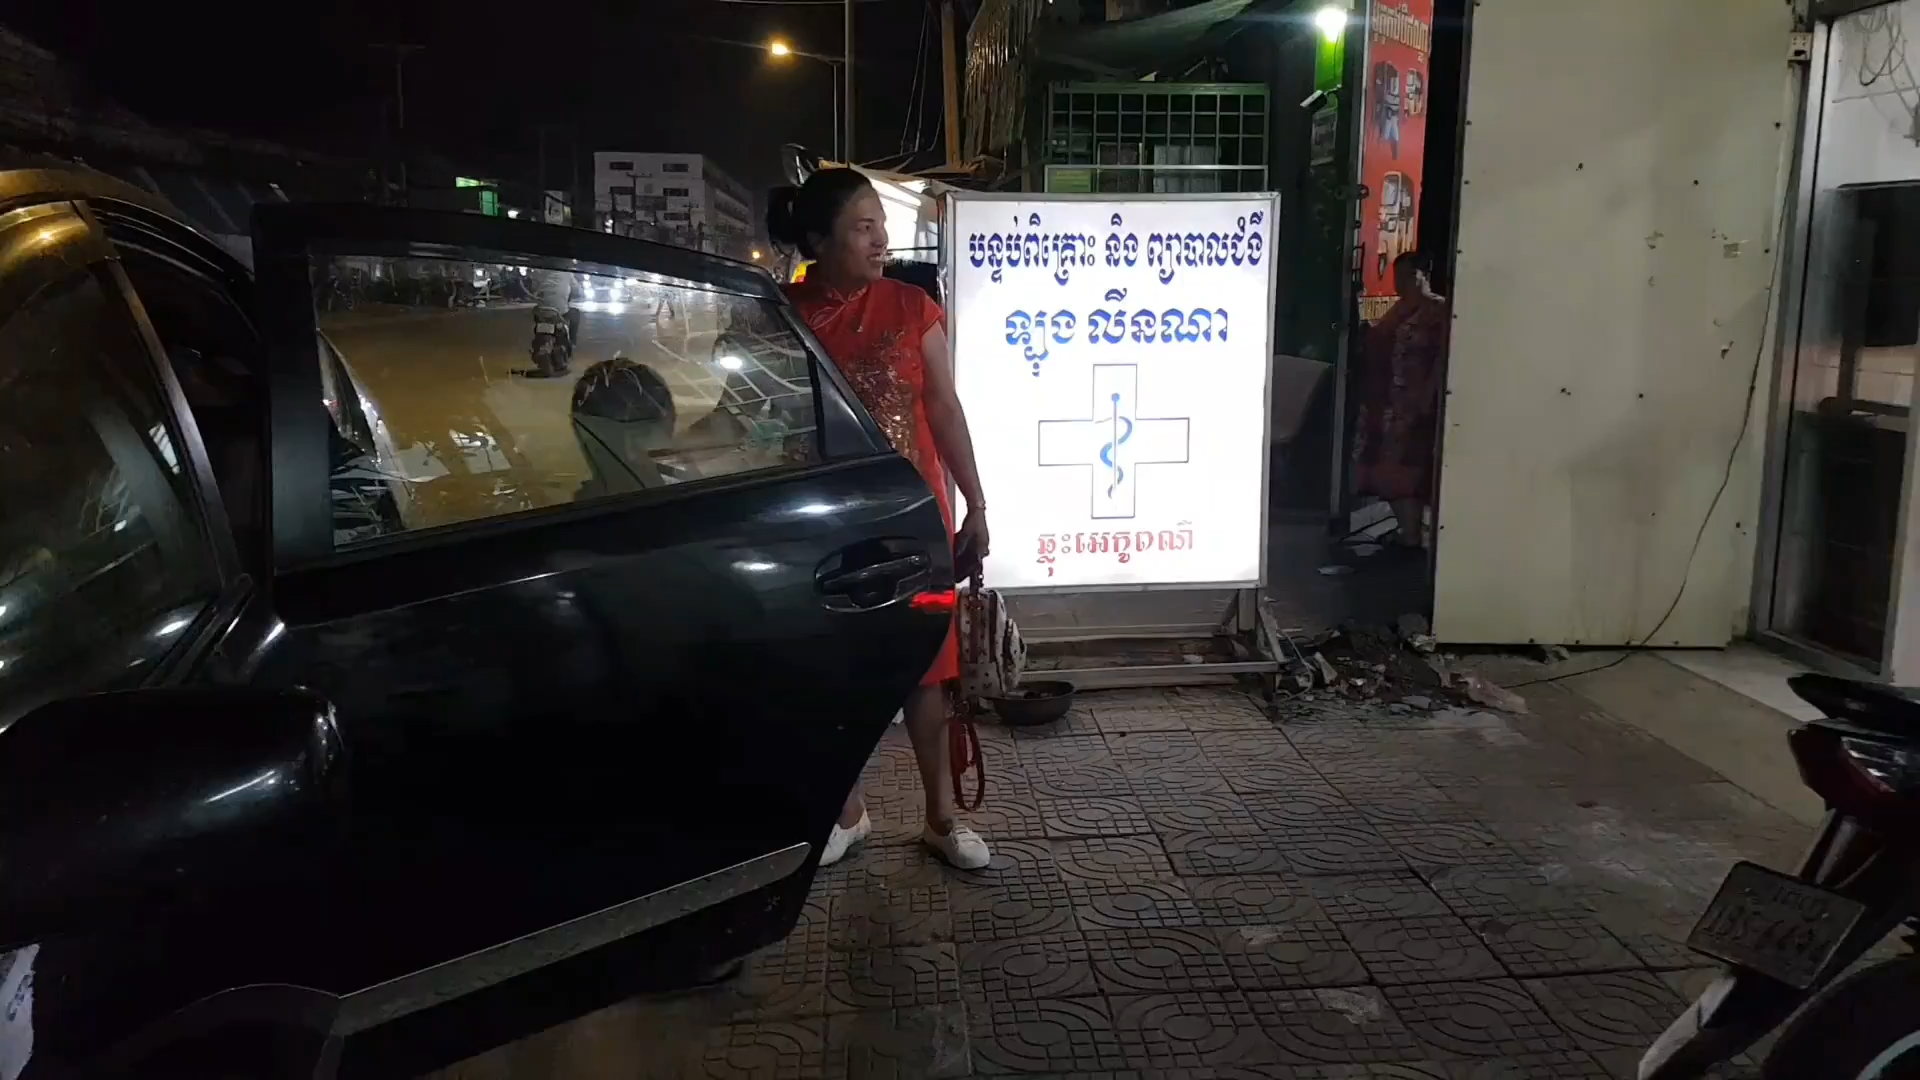 បន្ទប់ពិគ្រោះ និង ព្យាបាលជំងឺ
ឡុង លីនណា
ឆ្លុះអេកូពណ៌